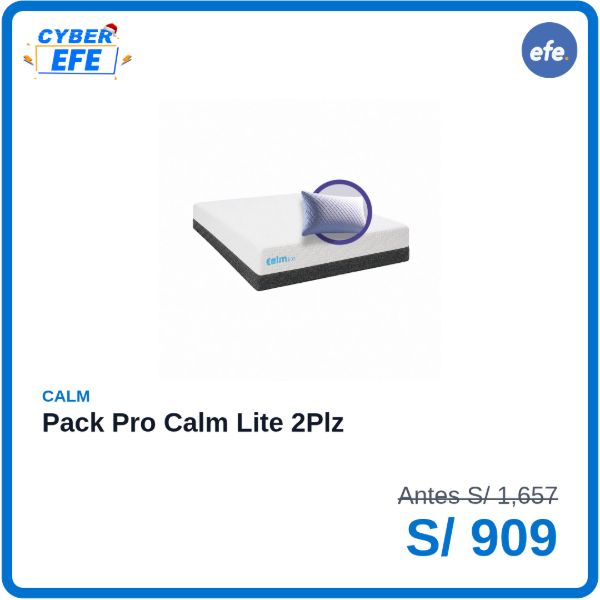 CYBER
EFE
efe.
Calm
CALM
Pack Pro Calm Lite 2Plz
Antes S/ 1,657
S/ 909